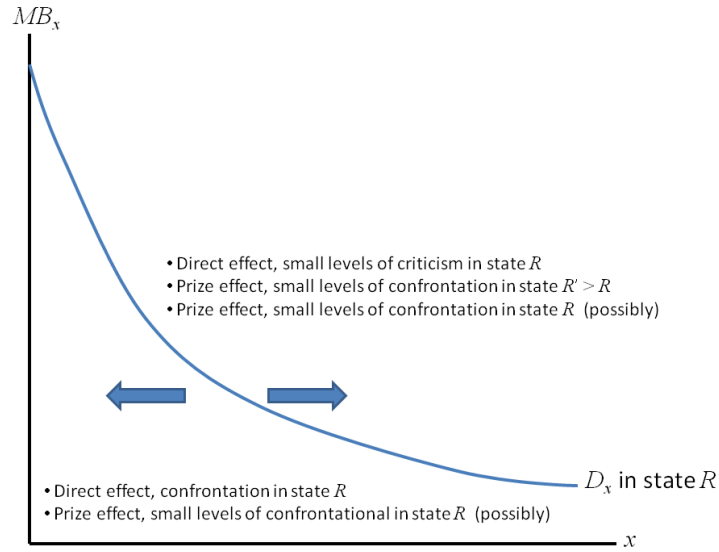 MBx
• Direct effect, small levels of criticism in state R
• Prize effect, small levels of confrontation in state R' > R
• Prize effect, small levels of confrontation in state R (possibly)
Dx in state R
• Direct effect, confrontation in state R
• Prize effect, small levels of confrontational in state R (possibly)
x